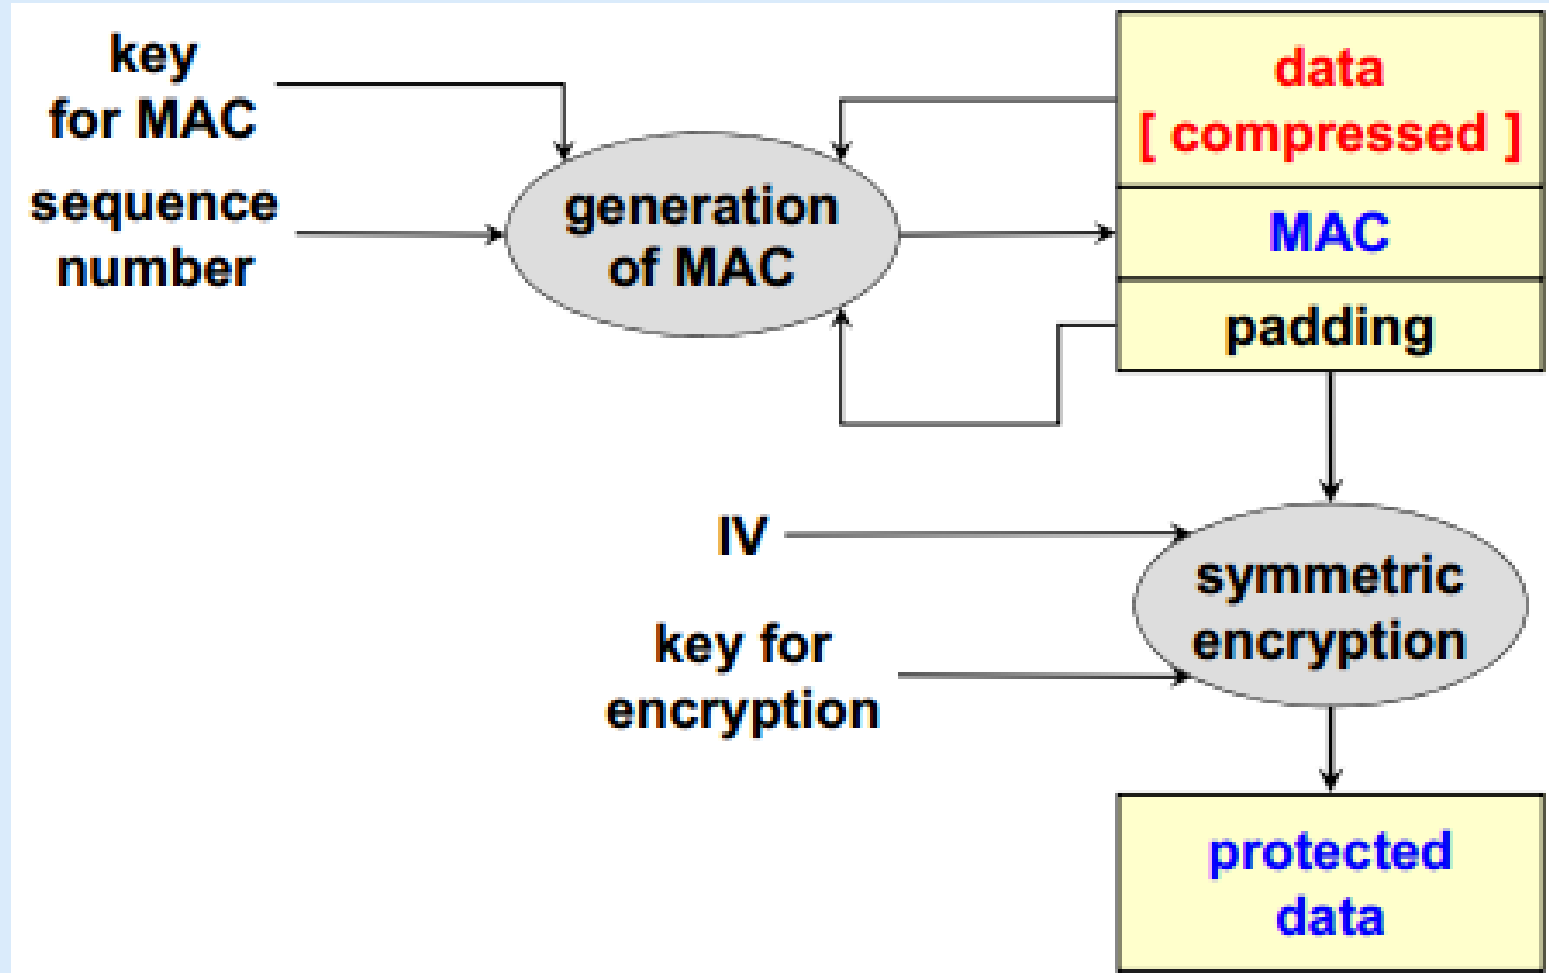 key
for MAC
sequence
number
generation
of MAC
data
[ compressed ]
MAC
padding
IV
key for
encryption
symmetric
encryption
protected
data